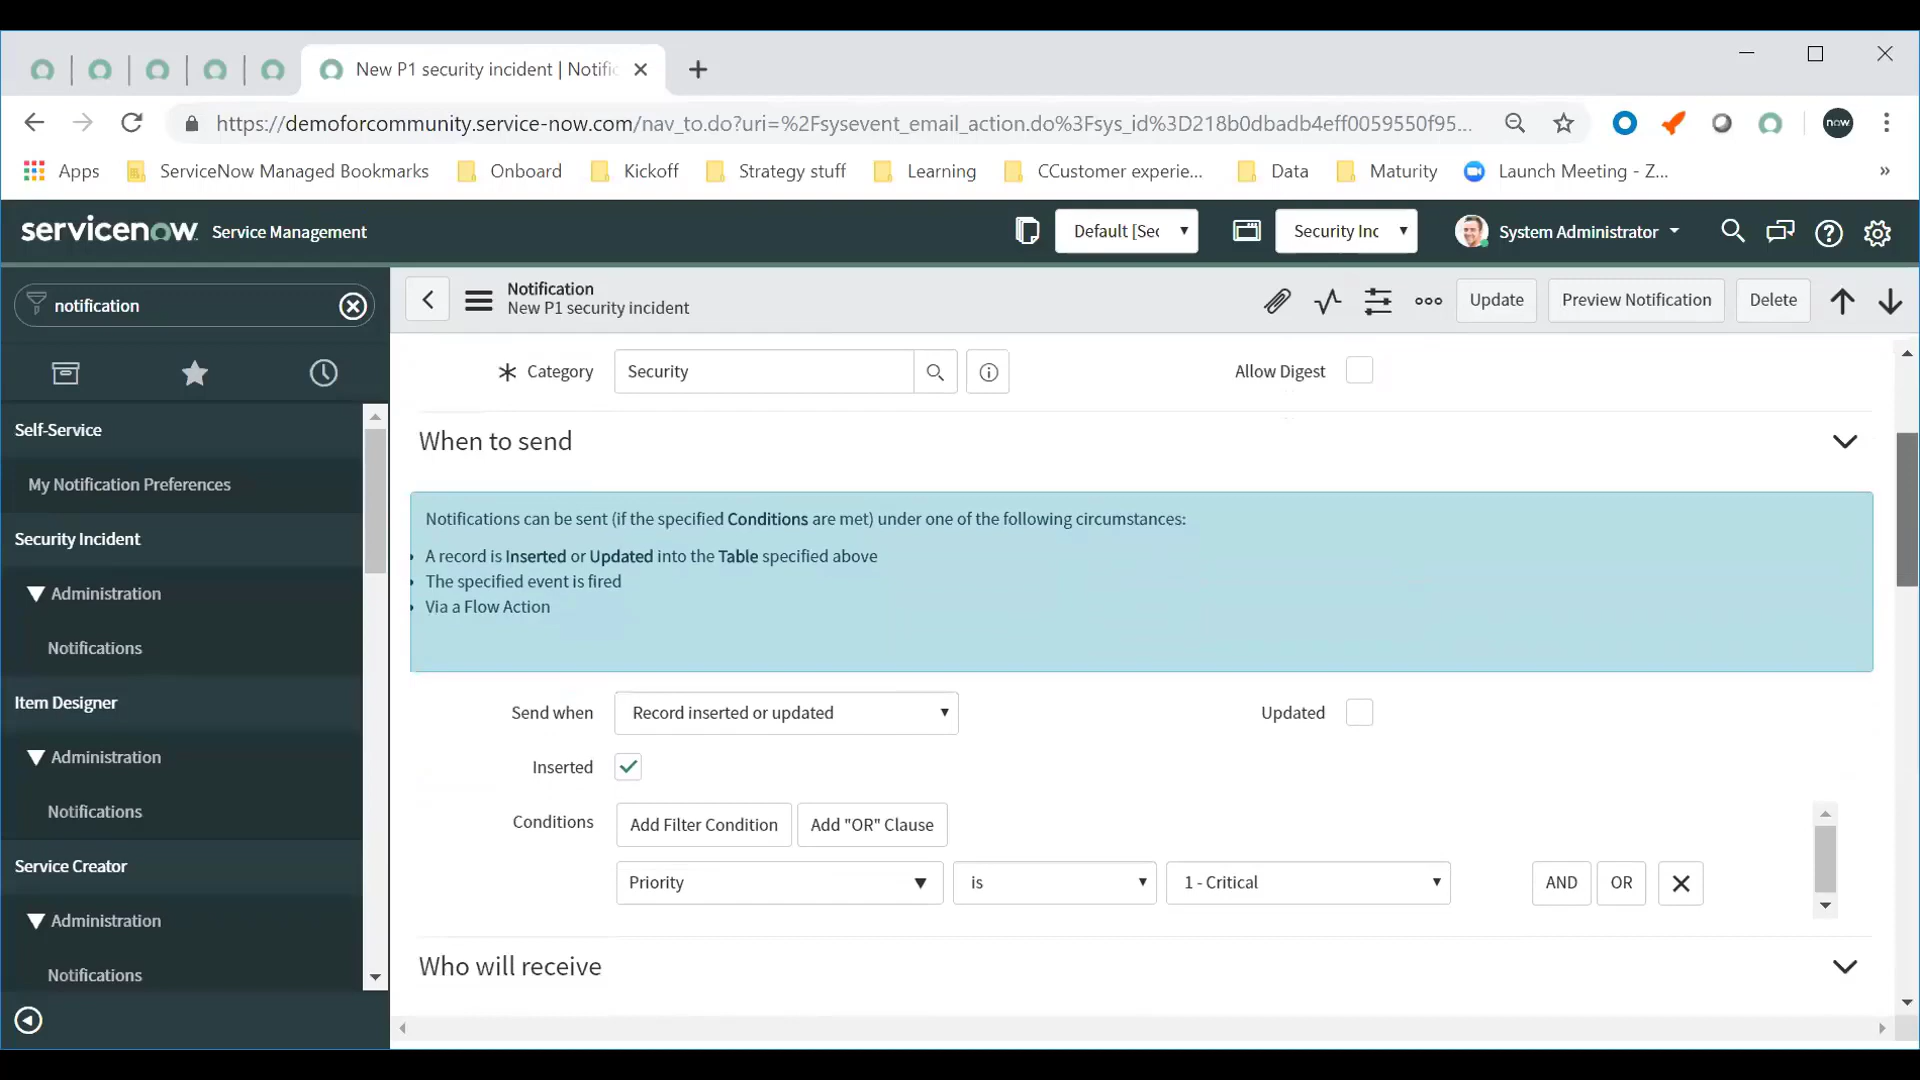 New P1 security incident | Notific
https://demoforcommunity.service-now.com/nav_to.do?uri=%2Fsysevent_email_action.do%3Fsys_id%3D218b0dbadb4eff0059550f95...
now
Apps
ServiceNow Managed Bookmarks
Onboard
Kickoff
Strategy stuff
Learning
CCustomer experie...
Data
Maturity
Launch Meeting - Z...
»
servicenow Service Management
Default [Sec
Security Inc
System Administrator
notification
Notification
New P1 security incident
Update
Preview Notification
Delete
Self-Service
My Notification Preferences
Security Incident
Administration
Notifications
Item Designer
Administration
Notifications
Service Creator
Administration
Notifications
* Category Security
Allow Digest
When to send
Notifications can be sent (if the specified Conditions are met) under one of the following circumstances:
• A record is Inserted or Updated into the Table specified above
• The specified event is fired
• Via a Flow Action
Send when Record inserted or updated
Updated
Inserted
Conditions Add Filter Condition Add "OR" Clause
Priority is 1 - Critical AND OR
Who will receive